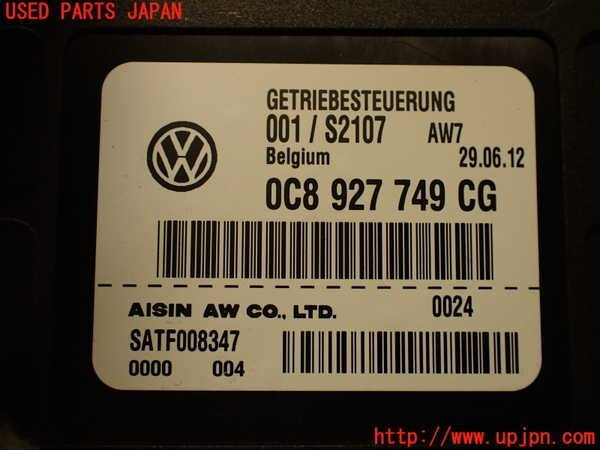 USED PARTS JAPAN
GETRIEBESTEUERUNG
001 / S2107 AW7
Belgium 29.06.12
0C8 927 749 CG
AISIN AW CO., LTD. 0024
SATF008347
0000 004
http://www.upjpn.com/